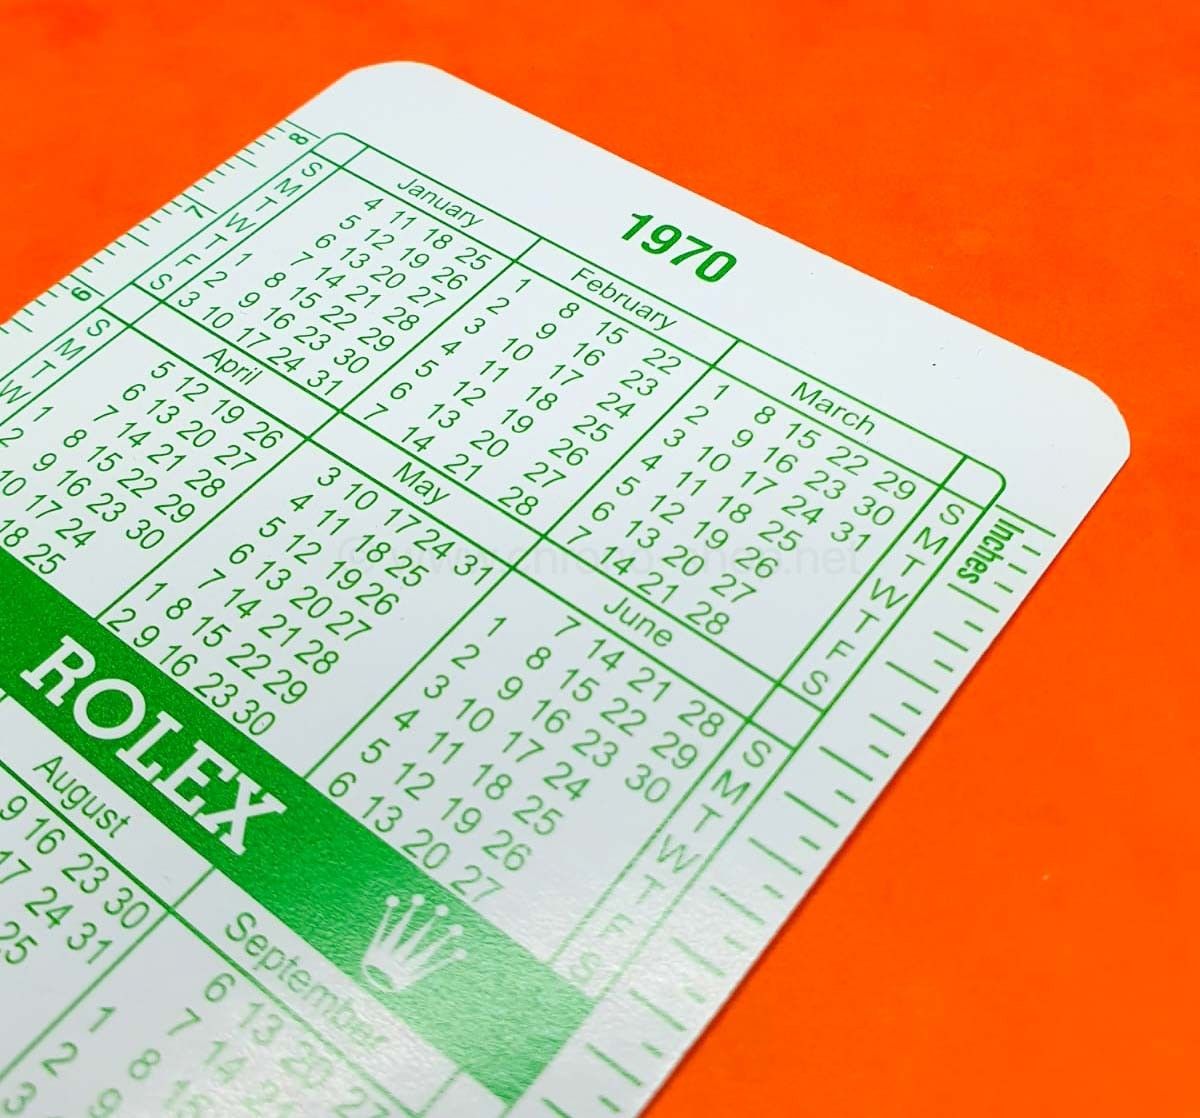 1970
8
7
6
Inches
January
February
March
S 4 11 18 25 1 8 15 22 1 8 15 22 29 S
M 5 12 19 26 2 9 16 23 2 9 16 23 30 M
T 6 13 20 27 3 10 17 24 3 10 17 24 31 T
W 7 14 21 28 4 11 18 25 4 11 18 25 W
T 1 8 15 22 29 5 12 19 26 5 12 19 26 T
F 2 9 16 23 30 6 13 20 27 6 13 20 27 F
S 3 10 17 24 31 7 14 21 28 7 14 21 28 S
April
May
June
S 5 12 19 26 3 10 17 24 31 7 14 21 28 S
M 6 13 20 27 4 11 18 25 1 8 15 22 29 M
T 7 14 21 28 5 12 19 26 2 9 16 23 30 T
W 1 8 15 22 29 6 13 20 27 3 10 17 24 W
2 9 16 23 30 7 14 21 28 4 11 18 25 T
10 17 24 1 8 15 22 29 5 12 19 26 F
18 25 2 9 16 23 30 6 13 20 27 S
ROLEX
August
September
9 16 23 30 6 13 20 27
17 24 31 7 14
25 1 8 15
2 9
3
© www.chrono-shop.net